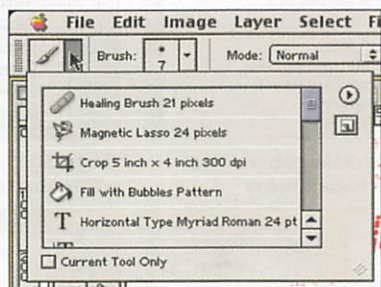 File Edit Image Layer Select Fi
Brush: 7 Mode: Normal
Healing Brush 21 pixels
Magnetic Lasso 24 pixels
Crop 5 inch x 4 inch 300 dpi
Fill with Bubbles Pattern
T Horizontal Type Myriad Roman 24 pt
Current Tool Only